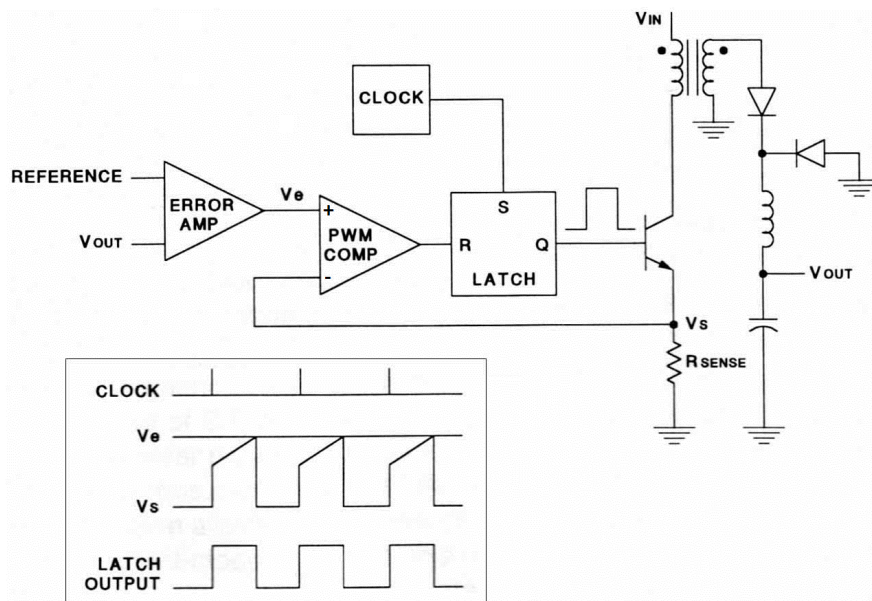 VIN
CLOCK
REFERENCE
ERROR
AMP
Ve
+
PWM
COMP
-
S
R
Q
LATCH
VOUT
VOUT
Vs
RSENSE
CLOCK
Ve
Vs
LATCH
OUTPUT